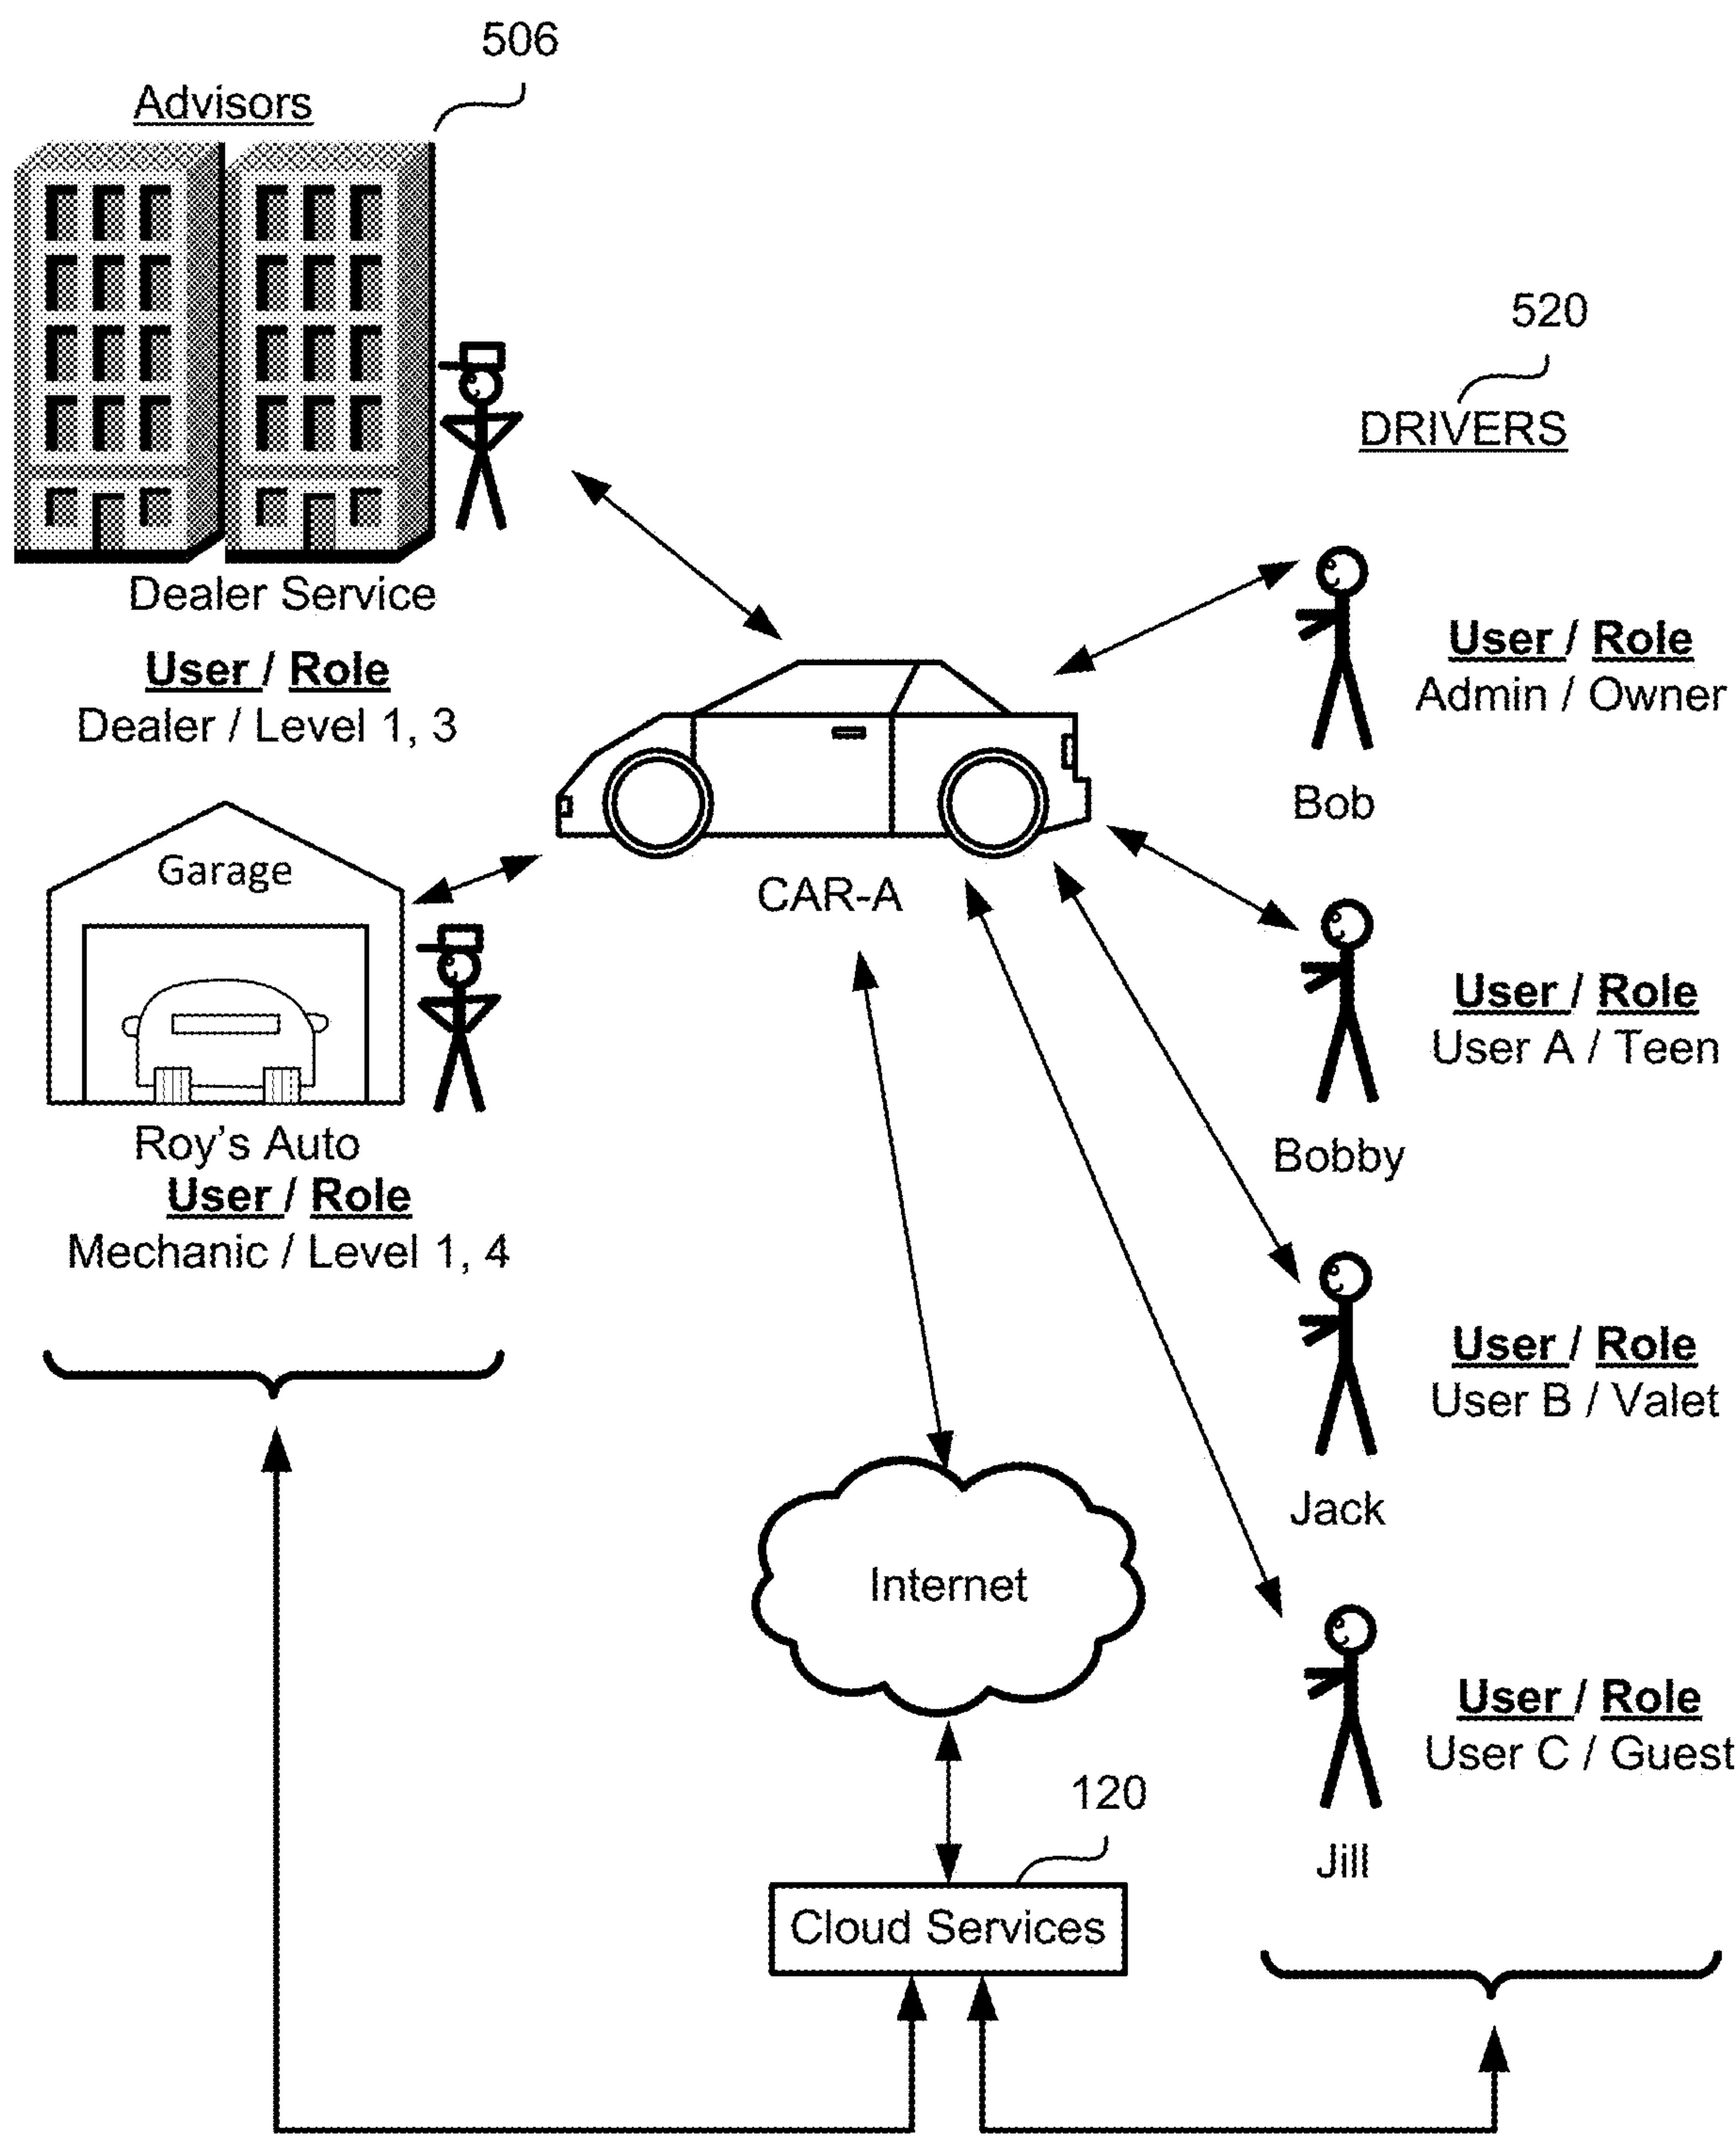 506
Advisors
Dealer Service
User / Role
Dealer / Level 1, 3
Garage
Roy's Auto
User / Role
Mechanic / Level 1, 4
CAR-A
Internet
120
Cloud Services
520
DRIVERS
User / Role
Admin / Owner
Bob
User / Role
User A / Teen
Bobby
User / Role
User B / Valet
Jack
User / Role
User C / Guest
Jill